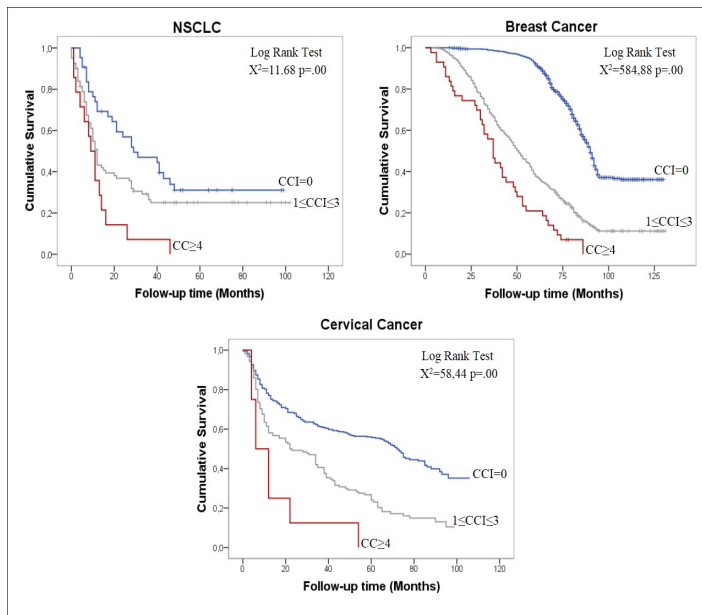 NSCLC
Log Rank Test
X²=11.68 p=.00
Cumulative Survival
1,0
0,8
0,6
0,4
0,2
0,0
CCI=0
1≤CCI≤3
CC≥4
0 20 40 60 80 100 120
Folow-up time (Months)
Breast Cancer
Log Rank Test
X²=584,88 p=.00
Cumulative Survival
1,0
0,8
0,6
0,4
0,2
0,0
CCI=0
1≤CCI≤3
CC≥4
0 25 50 75 100 125
Folow-up time (Months)
Cervical Cancer
Log Rank Test
X²=58,44 p=.00
Cumulative Survival
1,0
0,8
0,6
0,4
0,2
0,0
CCI=0
1≤CCI≤3
CC≥4
0 20 40 60 80 100 120
Follow-up time (Months)